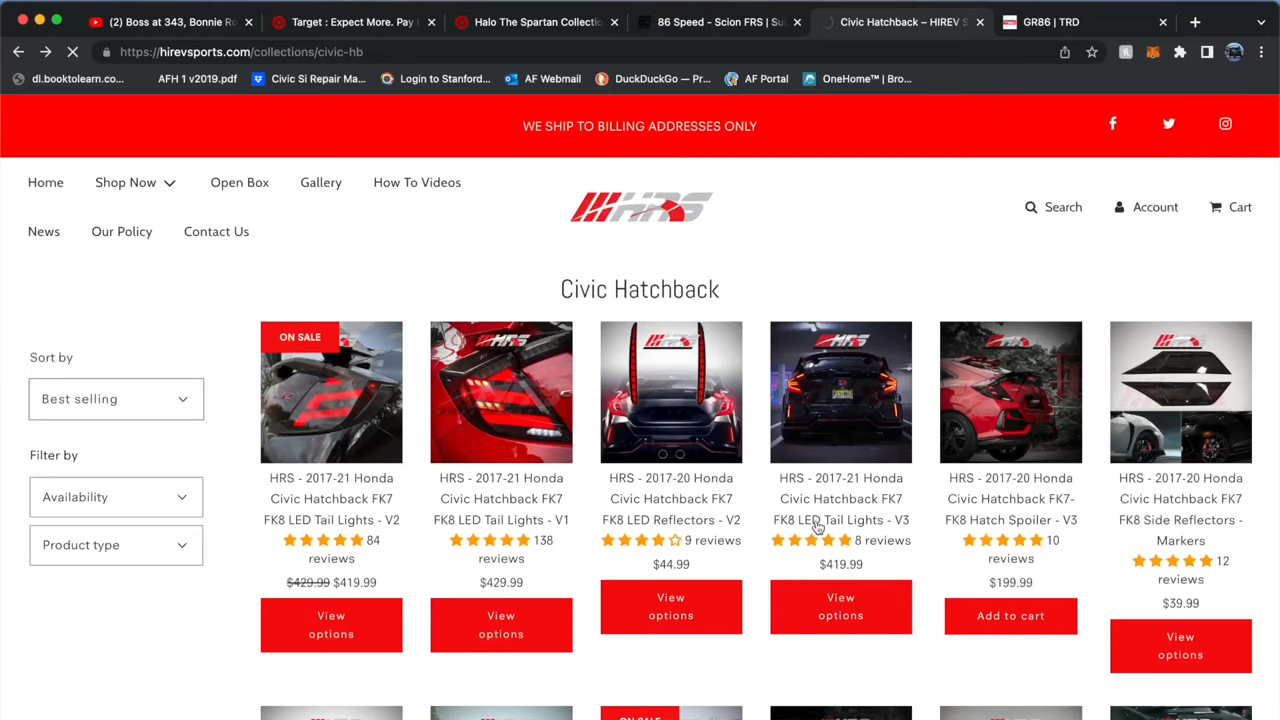 (2) Boss at 343, Bonnie Ro
Target : Expect More. Pay L
Halo The Spartan Collectio
86 Speed - Scion FRS | Su
Civic Hatchback – HIREV S
GR86 | TRD
https://hirevsports.com/collections/civic-hb
dl.booktolearn.co...
AFH 1 v2019.pdf
Civic Si Repair Ma...
Login to Stanford...
AF Webmail
DuckDuckGo — Pr...
AF Portal
OneHome™ | Bro...
WE SHIP TO BILLING ADDRESSES ONLY
Home
Shop Now
Open Box
Gallery
How To Videos
News
Our Policy
Contact Us
HRS
Search
Account
Cart
Civic Hatchback
Sort by
Best selling
Filter by
Availability
Product type
ON SALE
HRS - 2017-21 Honda
Civic Hatchback FK7
FK8 LED Tail Lights - V2
84
reviews
$429.99 $419.99
View
options
HRS
HRS - 2017-21 Honda
Civic Hatchback FK7
FK8 LED Tail Lights - V1
138
reviews
$429.99
View
options
HRS
HRS - 2017-20 Honda
Civic Hatchback FK7
FK8 LED Reflectors - V2
9 reviews
$44.99
View
options
HRS
HRS - 2017-21 Honda
Civic Hatchback FK7
FK8 LED Tail Lights - V3
8 reviews
$419.99
View
options
HRS
HRS - 2017-20 Honda
Civic Hatchback FK7-
FK8 Hatch Spoiler - V3
10
reviews
$199.99
Add to cart
HRS
HRS - 2017-20 Honda
Civic Hatchback FK7
FK8 Side Reflectors -
Markers
12
reviews
$39.99
View
options